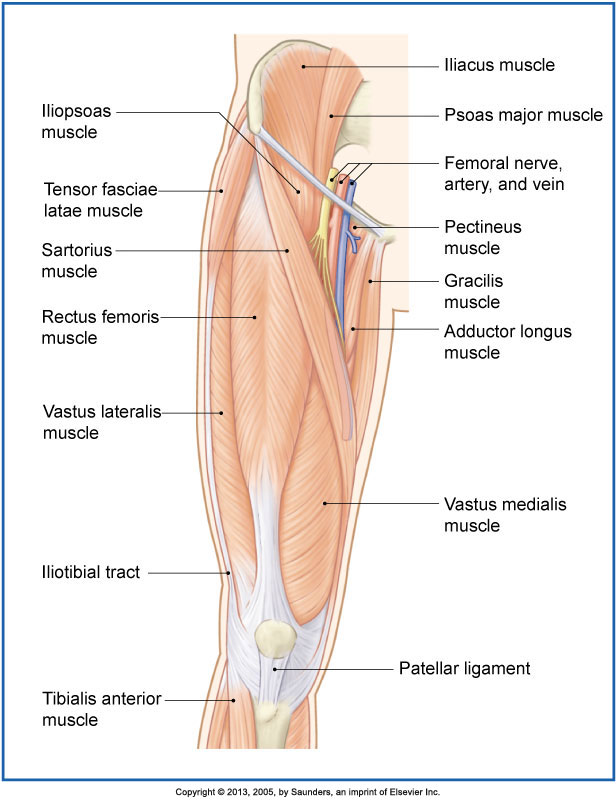 Iliopsoas
muscle
Tensor fasciae
latae muscle
Sartorius
muscle
Rectus femoris
muscle
Vastus lateralis
muscle
Iliotibial tract
Tibialis anterior
muscle
Iliacus muscle
Psoas major muscle
Femoral nerve,
artery, and vein
Pectineus
muscle
Gracilis
muscle
Adductor longus
muscle
Vastus medialis
muscle
Patellar ligament
Copyright © 2013, 2005, by Saunders, an imprint of Elsevier Inc.